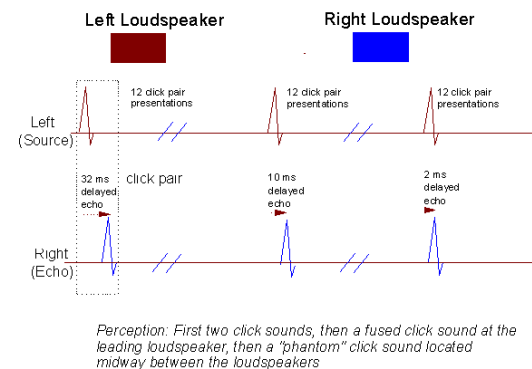 Left Loudspeaker
Right Loudspeaker
12 click pair
presentations
12 click pair
presentations
12 click pair
presentations
Left
(Source)
32 ms
delayed
echo
click pair
10 ms
delayed
echo
2 ms
delayed
echo
Right
(Echo)
Perception: First two click sounds, then a fused click sound at the
leading loudspeaker, then a "phantom" click sound located
midway between the loudspeakers